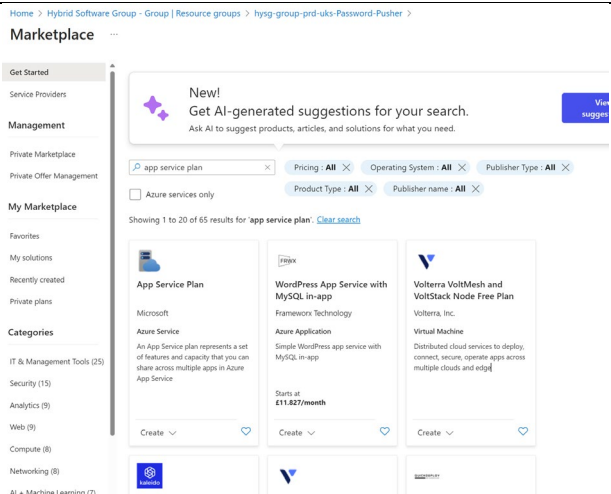 Home > Hybrid Software Group - Group | Resource groups > hysg-group-prd-uks-Password-Pusher >
Marketplace ...
Get Started
Service Providers
Management
Private Marketplace
Private Offer Management
My Marketplace
Favorites
My solutions
Recently created
Private plans
Categories
IT & Management Tools (25)
Security (15)
Analytics (9)
Web (9)
Compute (8)
Networking (8)
AI + Machine Learning (7)
New!
Get AI-generated suggestions for your search.
Ask AI to suggest products, articles, and solutions for what you need.
app service plan
Pricing : All
Operating System : All
Publisher Type : All
Product Type : All
Publisher name : All
Azure services only
Showing 1 to 20 of 65 results for 'app service plan'. Clear search
App Service Plan
Microsoft
Azure Service
An App Service plan represents a set
of features and capacity that you can
share across multiple apps in Azure
App Service
Create
FRWX
WordPress App Service with
MySQL in-app
Frameworx Technology
Azure Application
Simple WordPress app service with
MySQL in-app
Starts at
£11.827/month
Create
Volterra VoltMesh and
VoltStack Node Free Plan
Volterra, Inc.
Virtual Machine
Distributed cloud services to deploy,
connect, secure, operate apps across
multiple clouds and edge
Create
kaleido